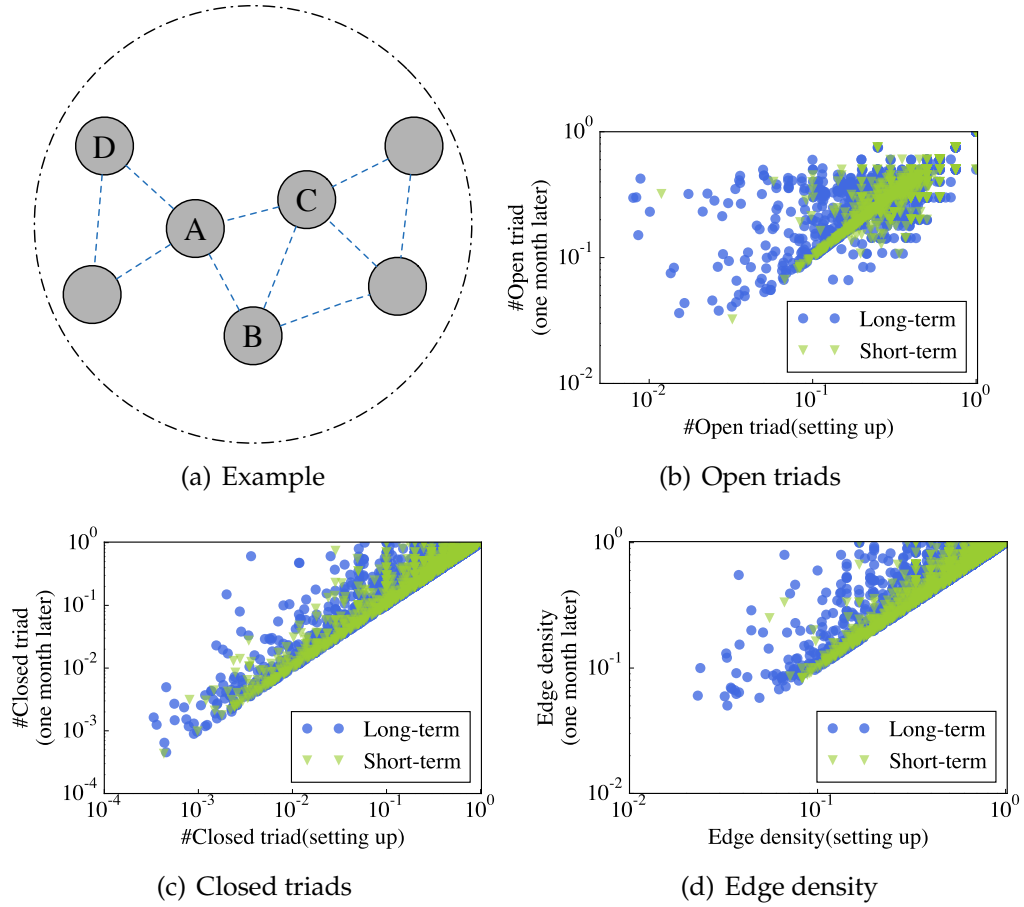 D
A
C
B
(a) Example
10^0
10^-1
10^-2
#Open triad
(one month later)
Long-term
Short-term
10^-2
10^-1
10^0
#Open triad(setting up)
(b) Open triads
10^0
10^-1
10^-2
10^-3
10^-4
#Closed triad
(one month later)
Long-term
Short-term
10^-4
10^-3
10^-2
10^-1
10^0
#Closed triad(setting up)
(c) Closed triads
10^0
10^-1
10^-2
Edge density
(one month later)
Long-term
Short-term
10^-2
10^-1
10^0
Edge density(setting up)
(d) Edge density